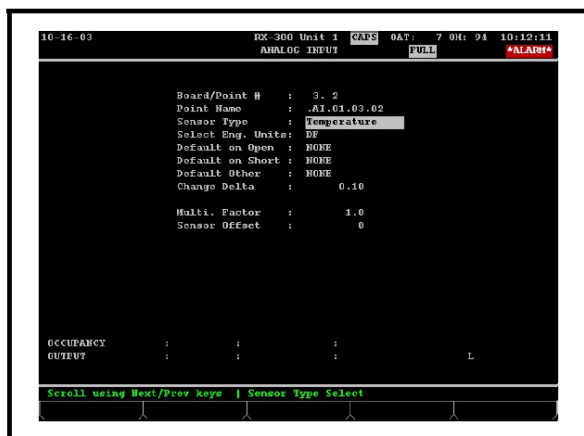 10-16-03 RX-300 Unit 1 CAPS OAT: 7 OH: 94 10:12:11
ANALOG INPUT FULL *ALARM*
Board/Point # : 3. 2
Point Name : .AI.01.03.02
Sensor Type : Temperature
Select Eng. Units: DF
Default on Open : NONE
Default on Short : NONE
Default Other : NONE
Change Delta : 0.10
Multi. Factor : 1.0
Sensor Offset : 0
OCCUPANCY : : :
OUTPUT : : : L
Scroll using Next/Prev keys | Sensor Type Select